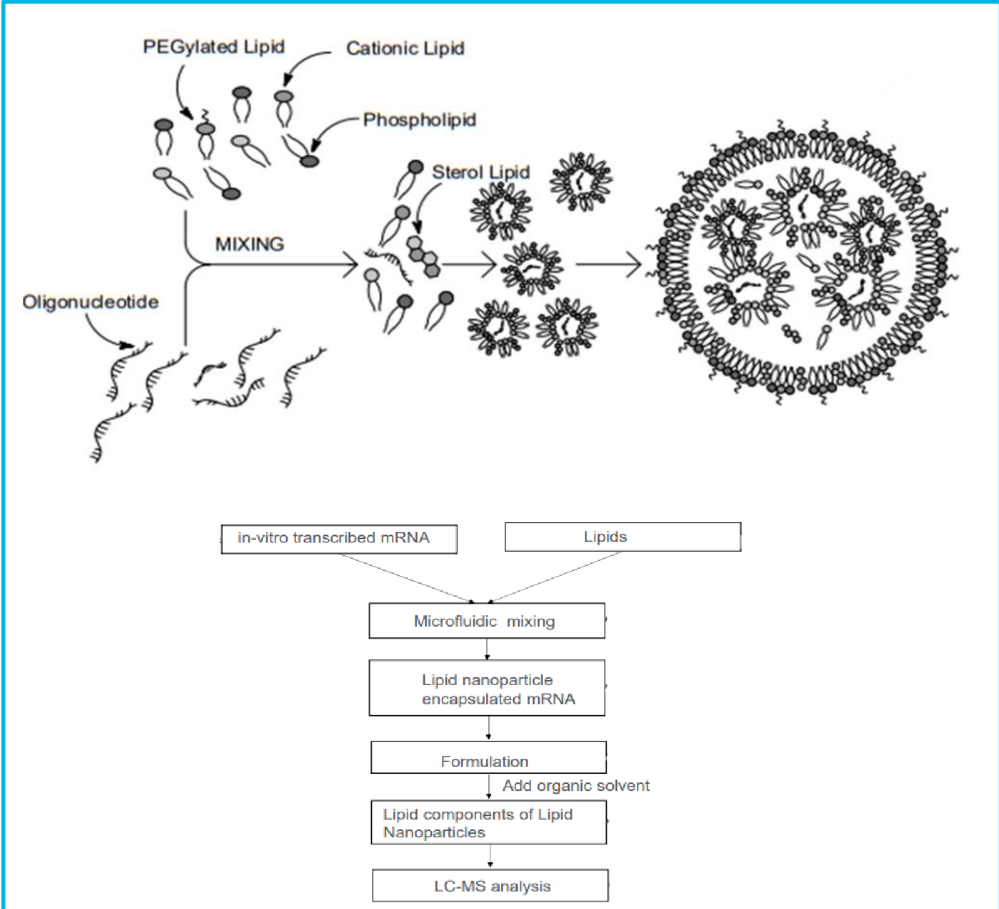 PEGylated Lipid
Cationic Lipid
Phospholipid
Sterol Lipid
MIXING
Oligonucleotide
in-vitro transcribed mRNA
Lipids
Microfluidic mixing
Lipid nanoparticle
encapsulated mRNA
Formulation
Add organic solvent
Lipid components of Lipid
Nanoparticles
LC-MS analysis